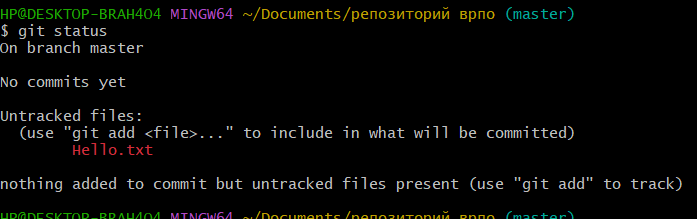 HP@DESKTOP-BRAH4O4 MINGW64 ~/Documents/репозиторий врпо (master)
$ git status
On branch master
No commits yet
Untracked files:
(use "git add <file>..." to include in what will be committed)
Hello.txt
nothing added to commit but untracked files present (use "git add" to track)
HP@DESKTOP-BRAH4O4 MINGW64 ~/Documents/репозиторий врпо (master)